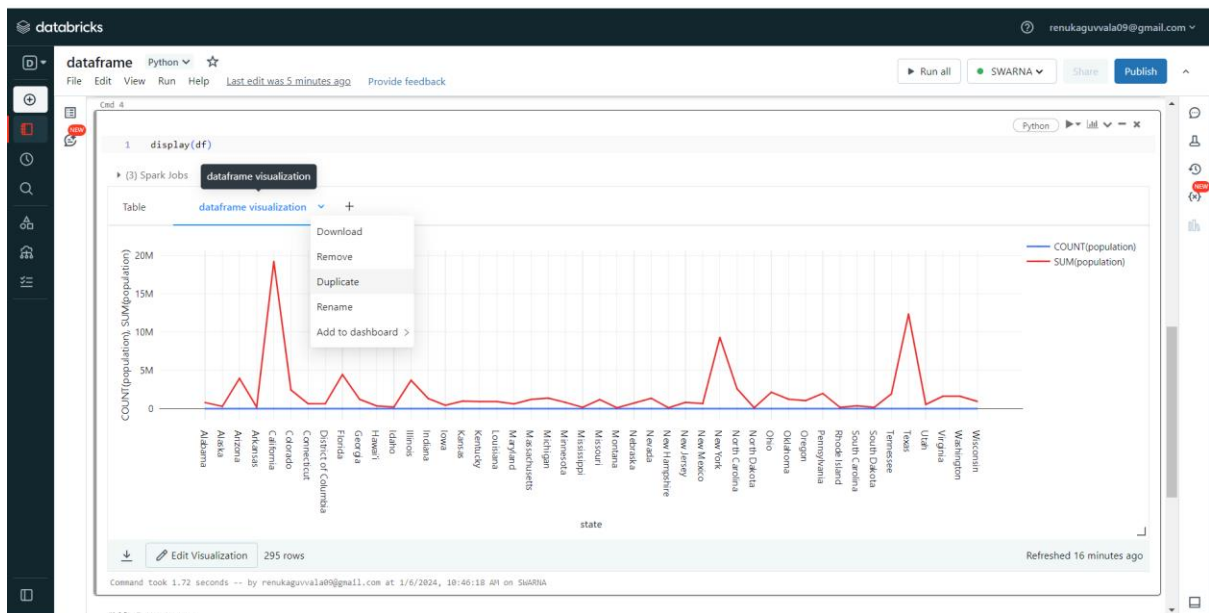 databricks
renukaguvvala09@gmail.com
D
dataframe Python
File Edit View Run Help Last edit was 5 minutes ago Provide feedback
Run all
SWARNA
Share
Publish
NEW
NEW
Cmd 4
Python
1 display(df)
(3) Spark Jobs
dataframe visualization
Table
dataframe visualization
+
Download
Remove
Duplicate
Rename
Add to dashboard >
COUNT(population)
SUM(population)
COUNT(population), SUM(population)
20M
15M
10M
5M
0
Alabama
Alaska
Arizona
Arkansas
California
Colorado
Connecticut
District of Columbia
Florida
Georgia
Hawai'i
Idaho
Illinois
Indiana
Iowa
Kansas
Kentucky
Louisiana
Maryland
Massachusetts
Michigan
Minnesota
Mississippi
Missouri
Montana
Nebraska
Nevada
New Hampshire
New Jersey
New Mexico
New York
North Carolina
North Dakota
Ohio
Oklahoma
Oregon
Pennsylvania
Rhode Island
South Carolina
South Dakota
Tennessee
Texas
Utah
Virginia
Washington
Wisconsin
state
Edit Visualization
295 rows
Refreshed 16 minutes ago
Command took 1.72 seconds -- by renukaguvvala09@gmail.com at 1/6/2024, 10:46:18 AM on SWARNA